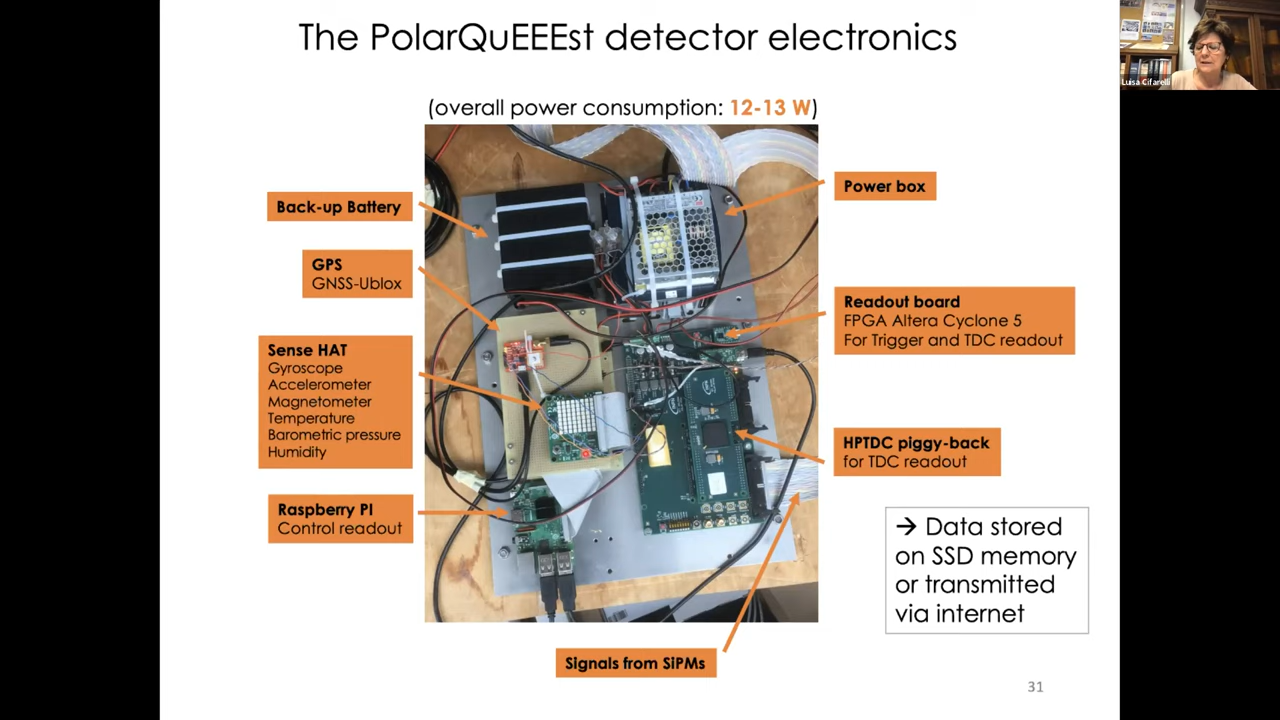 The PolarQuEEEst detector electronics
Luisa Cifarelli
(overall power consumption: 12-13 W)
Back-up Battery
Power box
GPS
GNSS-Ublox
Readout board
FPGA Altera Cyclone 5
For Trigger and TDC readout
Sense HAT
Gyroscope
Accelerometer
Magnetometer
Temperature
Barometric pressure
Humidity
HPTDC piggy-back
for TDC readout
Raspberry PI
Control readout
→ Data stored
on SSD memory
or transmitted
via internet
Signals from SiPMs
31